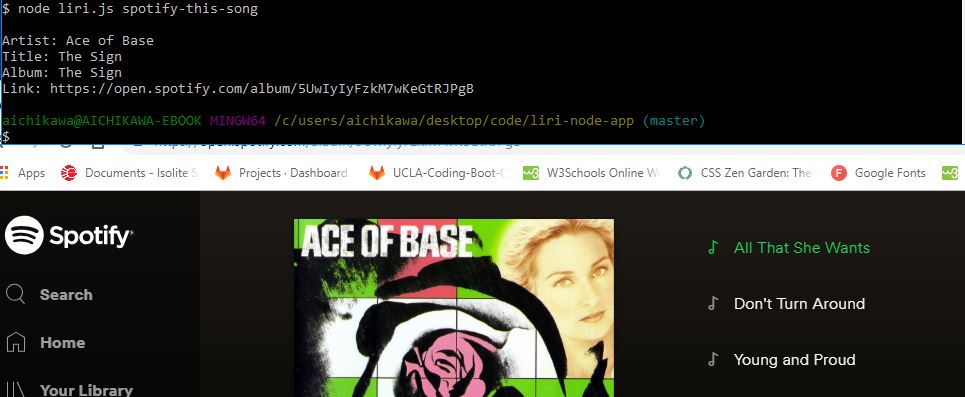 $ node liri.js spotify-this-song
Artist: Ace of Base
Title: The Sign
Album: The Sign
Link: https://open.spotify.com/album/5UwIyIyFzkM7wKeGtRJPgB
aichikawa@AICHIKAWA-EBOOK MINGW64 /c/users/aichikawa/desktop/code/liri-node-app (master)
$
Apps Documents - Isolite S Projects · Dashboard UCLA-Coding-Boot-C W3Schools Online W CSS Zen Garden: The Google Fonts
Spotify
Search
Home
Your Library
ACE OF BASE
All That She Wants
Don't Turn Around
Young and Proud